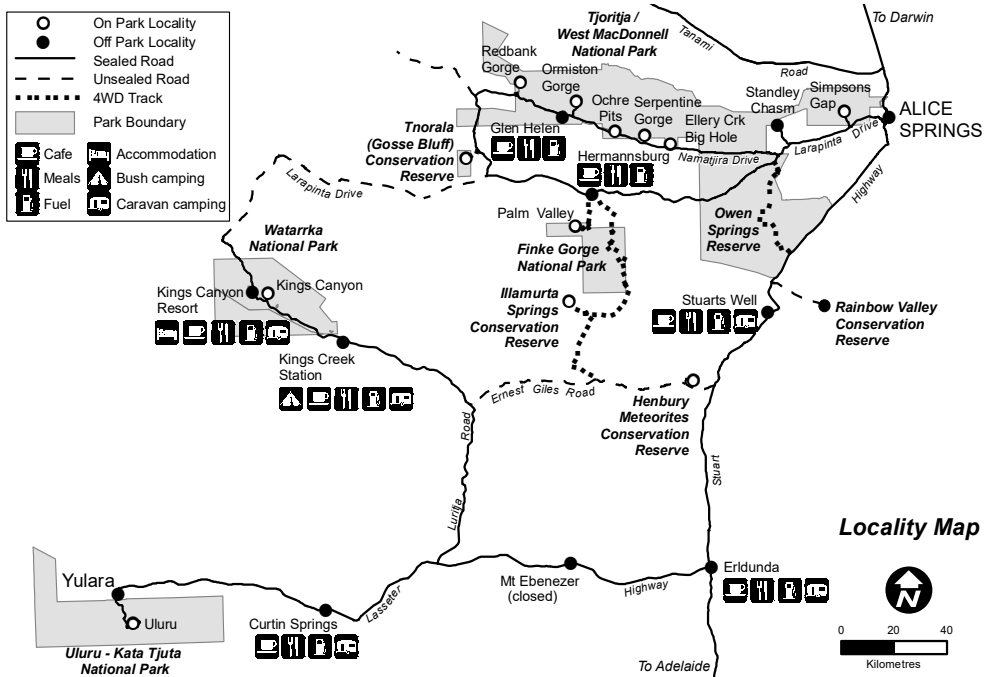 On Park Locality
Off Park Locality
Sealed Road
Unsealed Road
4WD Track
Park Boundary
Cafe
Accommodation
Meals
Bush camping
Fuel
Caravan camping
Tjoritja /
West MacDonnell
National Park
To Darwin
Tanami
Road
Redbank
Gorge
Ormiston
Gorge
Ochre
Pits
Serpentine
Gorge
Ellery Crk
Big Hole
Standley
Chasm
Simpsons
Gap
ALICE
SPRINGS
Glen Helen
Namatjira Drive
Larapinta Drive
Highway
Tnorala
(Gosse Bluff)
Conservation
Reserve
Hermannsburg
Larapinta Drive
Palm Valley
Finke Gorge
National Park
Owen
Springs
Reserve
Watarrka
National Park
Kings Canyon
Resort
Kings Canyon
Kings Creek
Station
Illamurta
Springs
Conservation
Reserve
Stuarts Well
Rainbow Valley
Conservation
Reserve
Ernest Giles Road
Henbury
Meteorites
Conservation
Reserve
Luritja
Road
Stuart
Locality Map
Yulara
Uluru
Uluru - Kata Tjuta
National Park
Curtin Springs
Lasseter
Highway
Mt Ebenezer
(closed)
Erldunda
To Adelaide
N
0 20 40
Kilometres